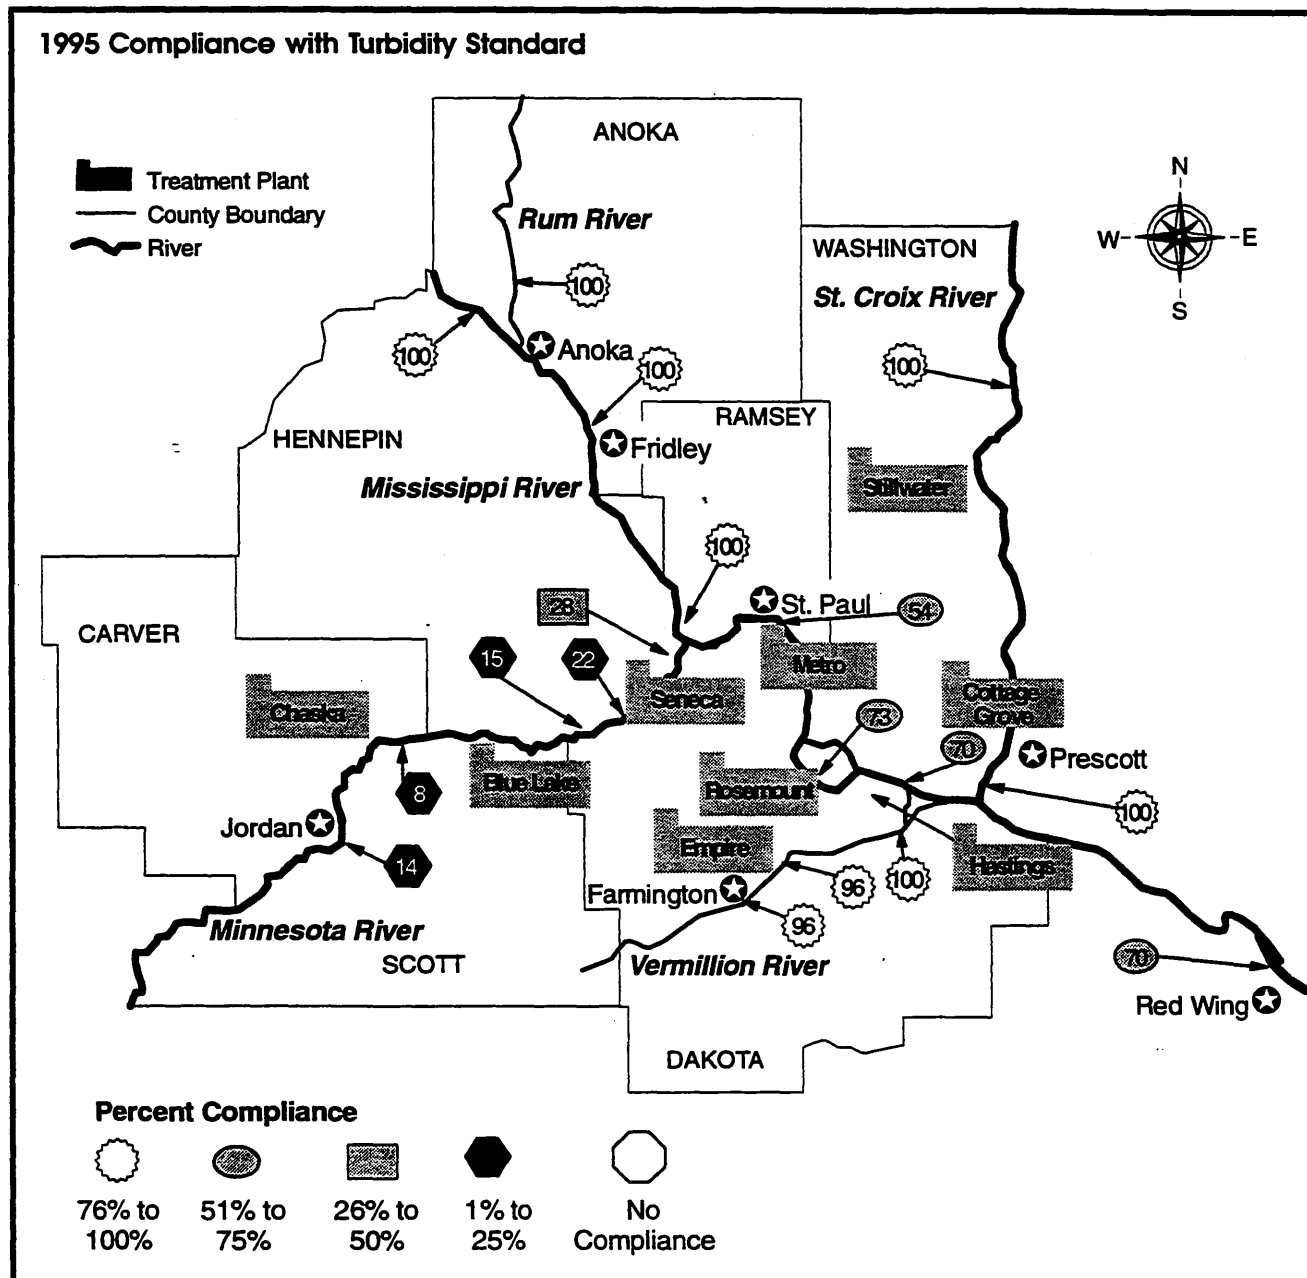 1995 Compliance with Turbidity Standard
ANOKA
N
Treatment Plant
County Boundary
River
Rum River
W
E
S
WASHINGTON
St. Croix River
100
100
Anoka
100
100
RAMSEY
HENNEPIN
Fridley
Mississippi River
Stillwater
100
28
St. Paul
54
CARVER
15
22
Metro
Seneca
Cottage
Grove
Chaska
73
70
Prescott
Blue Lake
Rosemount
8
100
Jordan
Empire
Hastings
14
Farmington
96
100
96
Minnesota River
SCOTT
Vermillion River
70
Red Wing
DAKOTA
Percent Compliance
76% to
100%
51% to
75%
26% to
50%
1% to
25%
No
Compliance